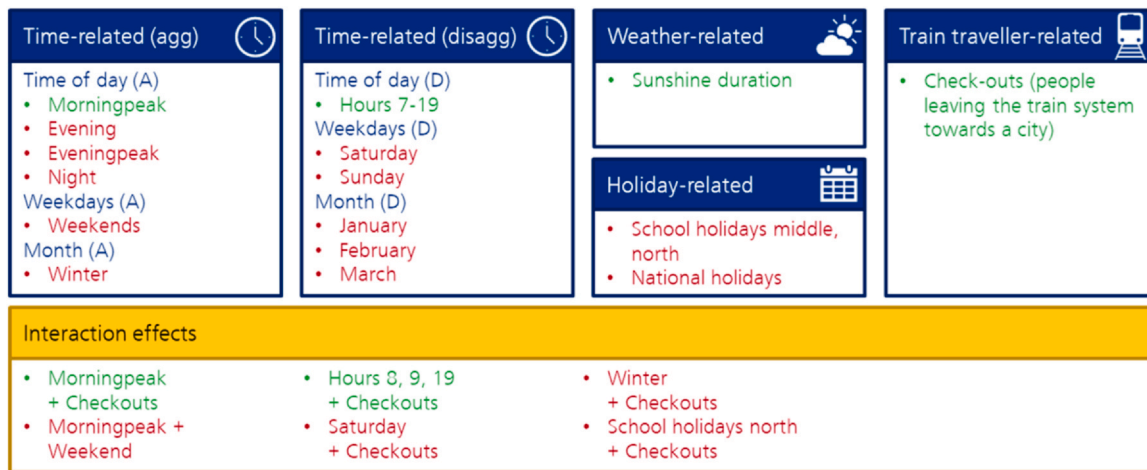 Time-related (agg)
Time of day (A)
• Morningpeak
• Evening
• Eveningpeak
• Night
Weekdays (A)
• Weekends
Month (A)
• Winter
Time-related (disagg)
Time of day (D)
• Hours 7-19
Weekdays (D)
• Saturday
• Sunday
Month (D)
• January
• February
• March
Weather-related
• Sunshine duration
Holiday-related
• School holidays middle,
north
• National holidays
Train traveller-related
• Check-outs (people
leaving the train system
towards a city)
Interaction effects
• Morningpeak
+ Checkouts
• Morningpeak +
Weekend
• Hours 8, 9, 19
+ Checkouts
• Saturday
+ Checkouts
• Winter
+ Checkouts
• School holidays north
+ Checkouts